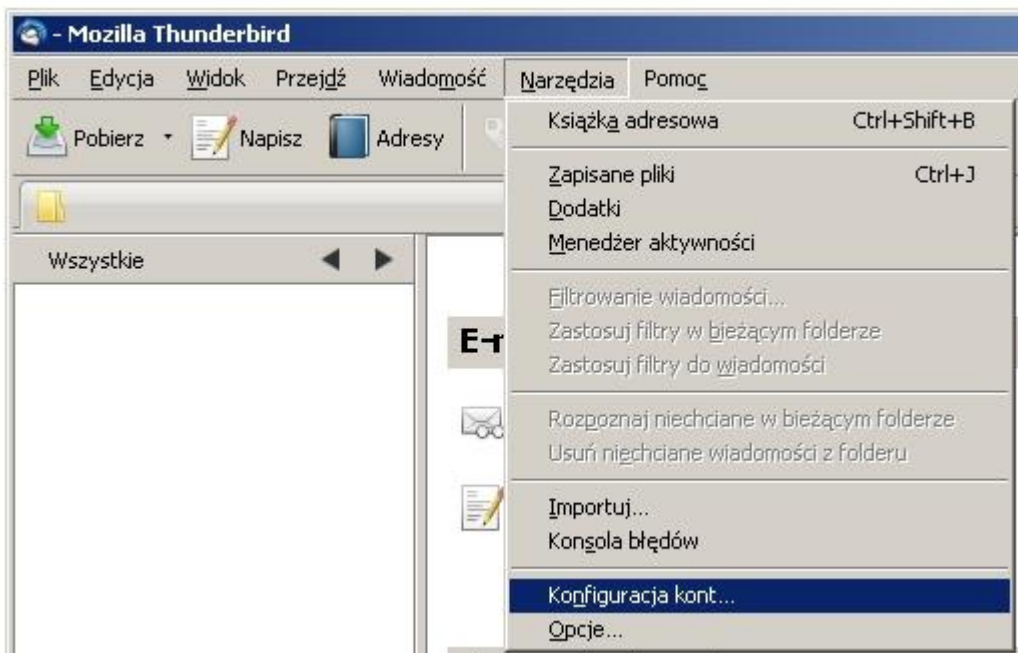 - Mozilla Thunderbird
Plik Edycja Widok Przejdź Wiadomość Narzędzia Pomoc
Pobierz Napisz Adresy
Książka adresowa Ctrl+Shift+B
Zapisane pliki Ctrl+J
Dodatki
Menedżer aktywności
Wszystkie
Filtrowanie wiadomości...
Zastosuj filtry w bieżącym folderze
Zastosuj filtry do wiadomości
Rozpoznaj niechciane w bieżącym folderze
Usuń niechciane wiadomości z folderu
Importuj...
Konsola błędów
Konfiguracja kont...
Opcje...